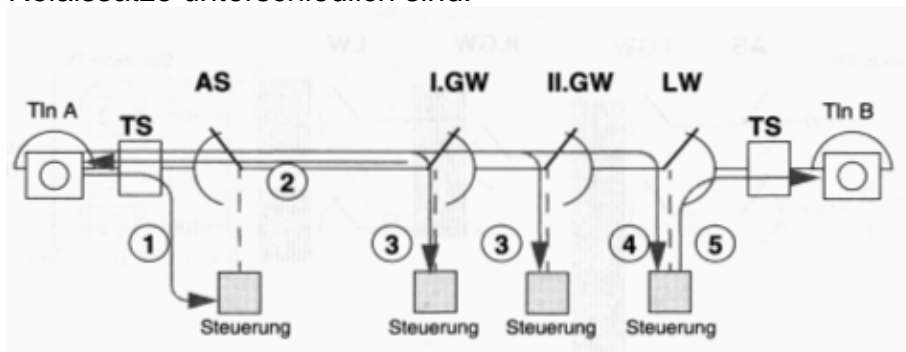 Relaissätze unterschiedlich sind.
AS I.GW II.GW LW
Tln A TS TS Tln B
2
1 3 3 4 5
Steuerung Steuerung Steuerung Steuerung